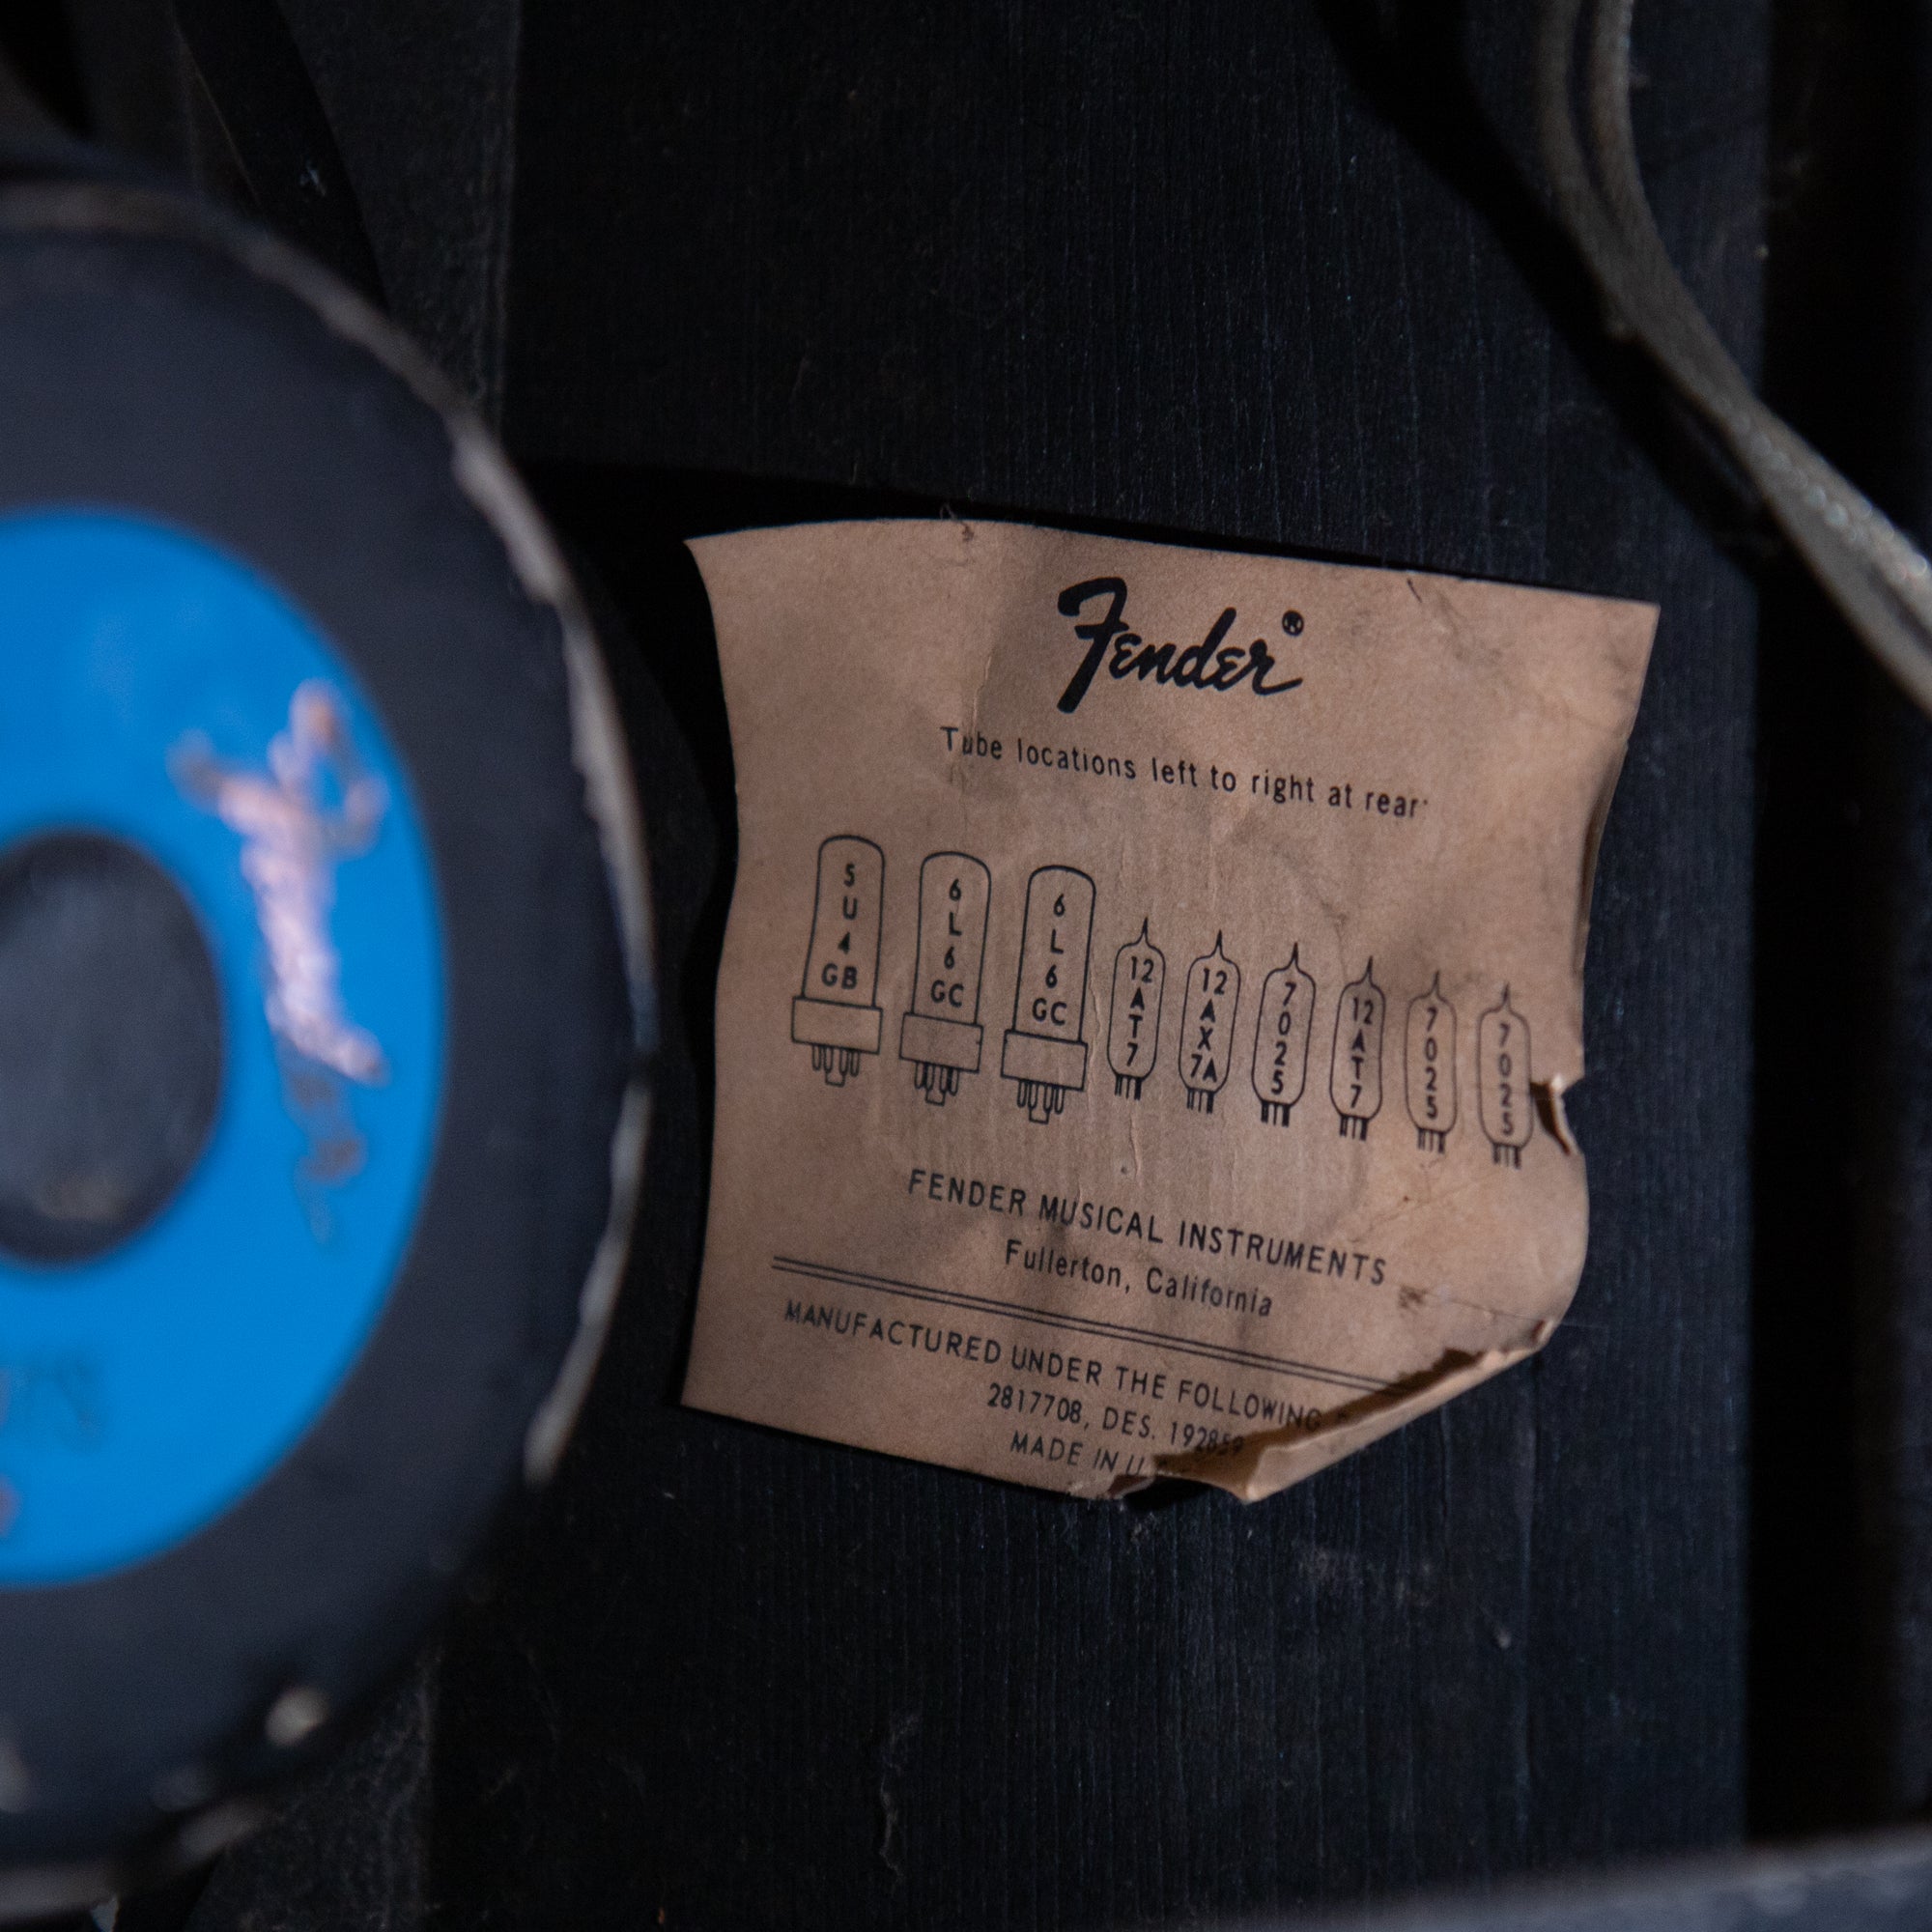 Fender®
Tube locations left to right at rear
5U4GB 6L6GC 6L6GC 12AT7 12AX7A 7025 12AT7 7025 7025
FENDER MUSICAL INSTRUMENTS
Fullerton, California
MANUFACTURED UNDER THE FOLLOWING
2817708, DES. 192859
MADE IN